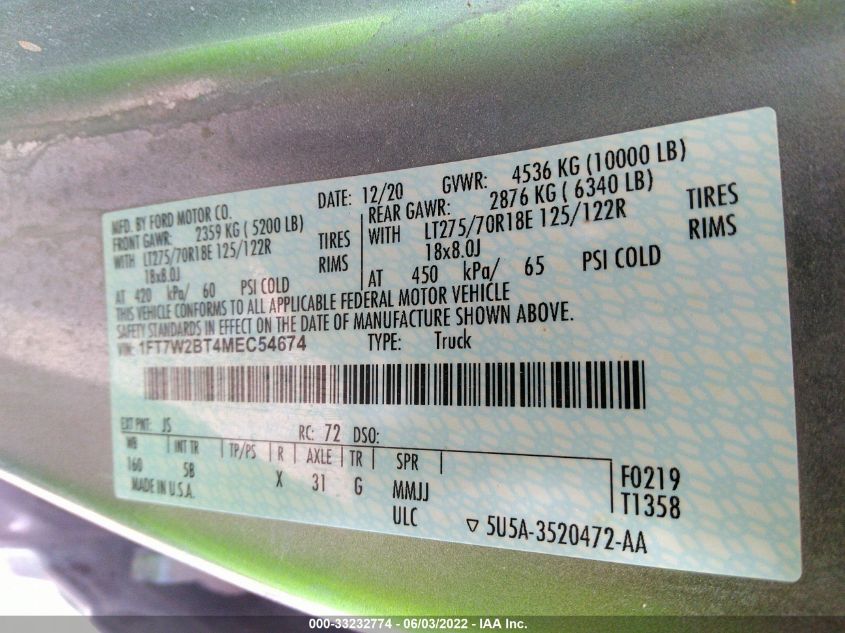 MFD. BY FORD MOTOR CO.
DATE: 12/20 GVWR: 4536 KG (10000 LB)
FRONT GAWR: 2359 KG ( 5200 LB)
REAR GAWR: 2876 KG ( 6340 LB)
WITH LT275/70R18E 125/122R TIRES
WITH LT275/70R18E 125/122R TIRES
18x8.0J RIMS
18x8.0J RIMS
AT 420 kPa/ 60 PSI COLD
AT 450 kPa/ 65 PSI COLD
THIS VEHICLE CONFORMS TO ALL APPLICABLE FEDERAL MOTOR VEHICLE
SAFETY STANDARDS IN EFFECT ON THE DATE OF MANUFACTURE SHOWN ABOVE.
VIN: 1FT7W2BT4MEC54674 TYPE: Truck
EXT PNT: JS RC: 72 DSO:
WB INT TR TP/PS R AXLE TR SPR
160 5B X 31 G MMJJ F0219
MADE IN U.S.A. ULC T1358
▽ 5U5A-3520472-AA
000-33232774 - 06/03/2022 - IAA Inc.